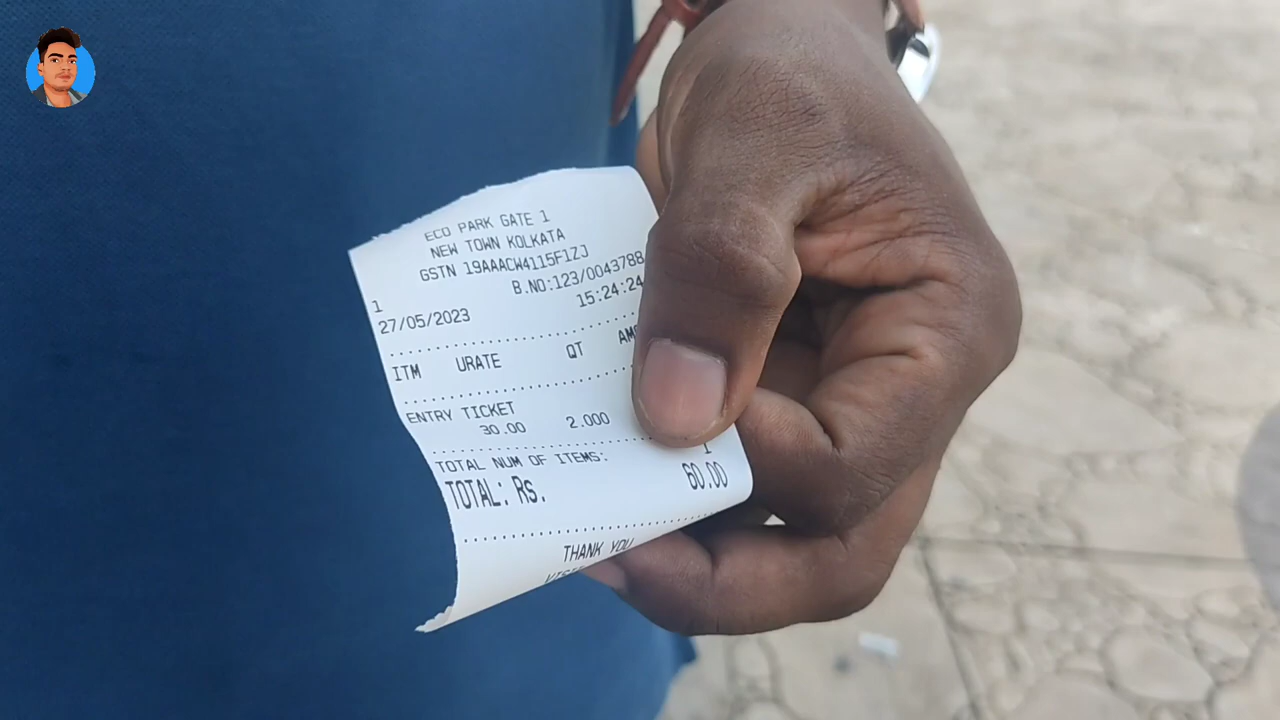 ECO PARK GATE 1
NEW TOWN KOLKATA
GSTN 19AAACW4115F1ZJ
B.NO:123/0043788
1
27/05/2023 15:24:24
ITM URATE QT
ENTRY TICKET
30.00 2.000
TOTAL NUM OF ITEMS: 1
TOTAL: Rs. 60.00
THANK YOU